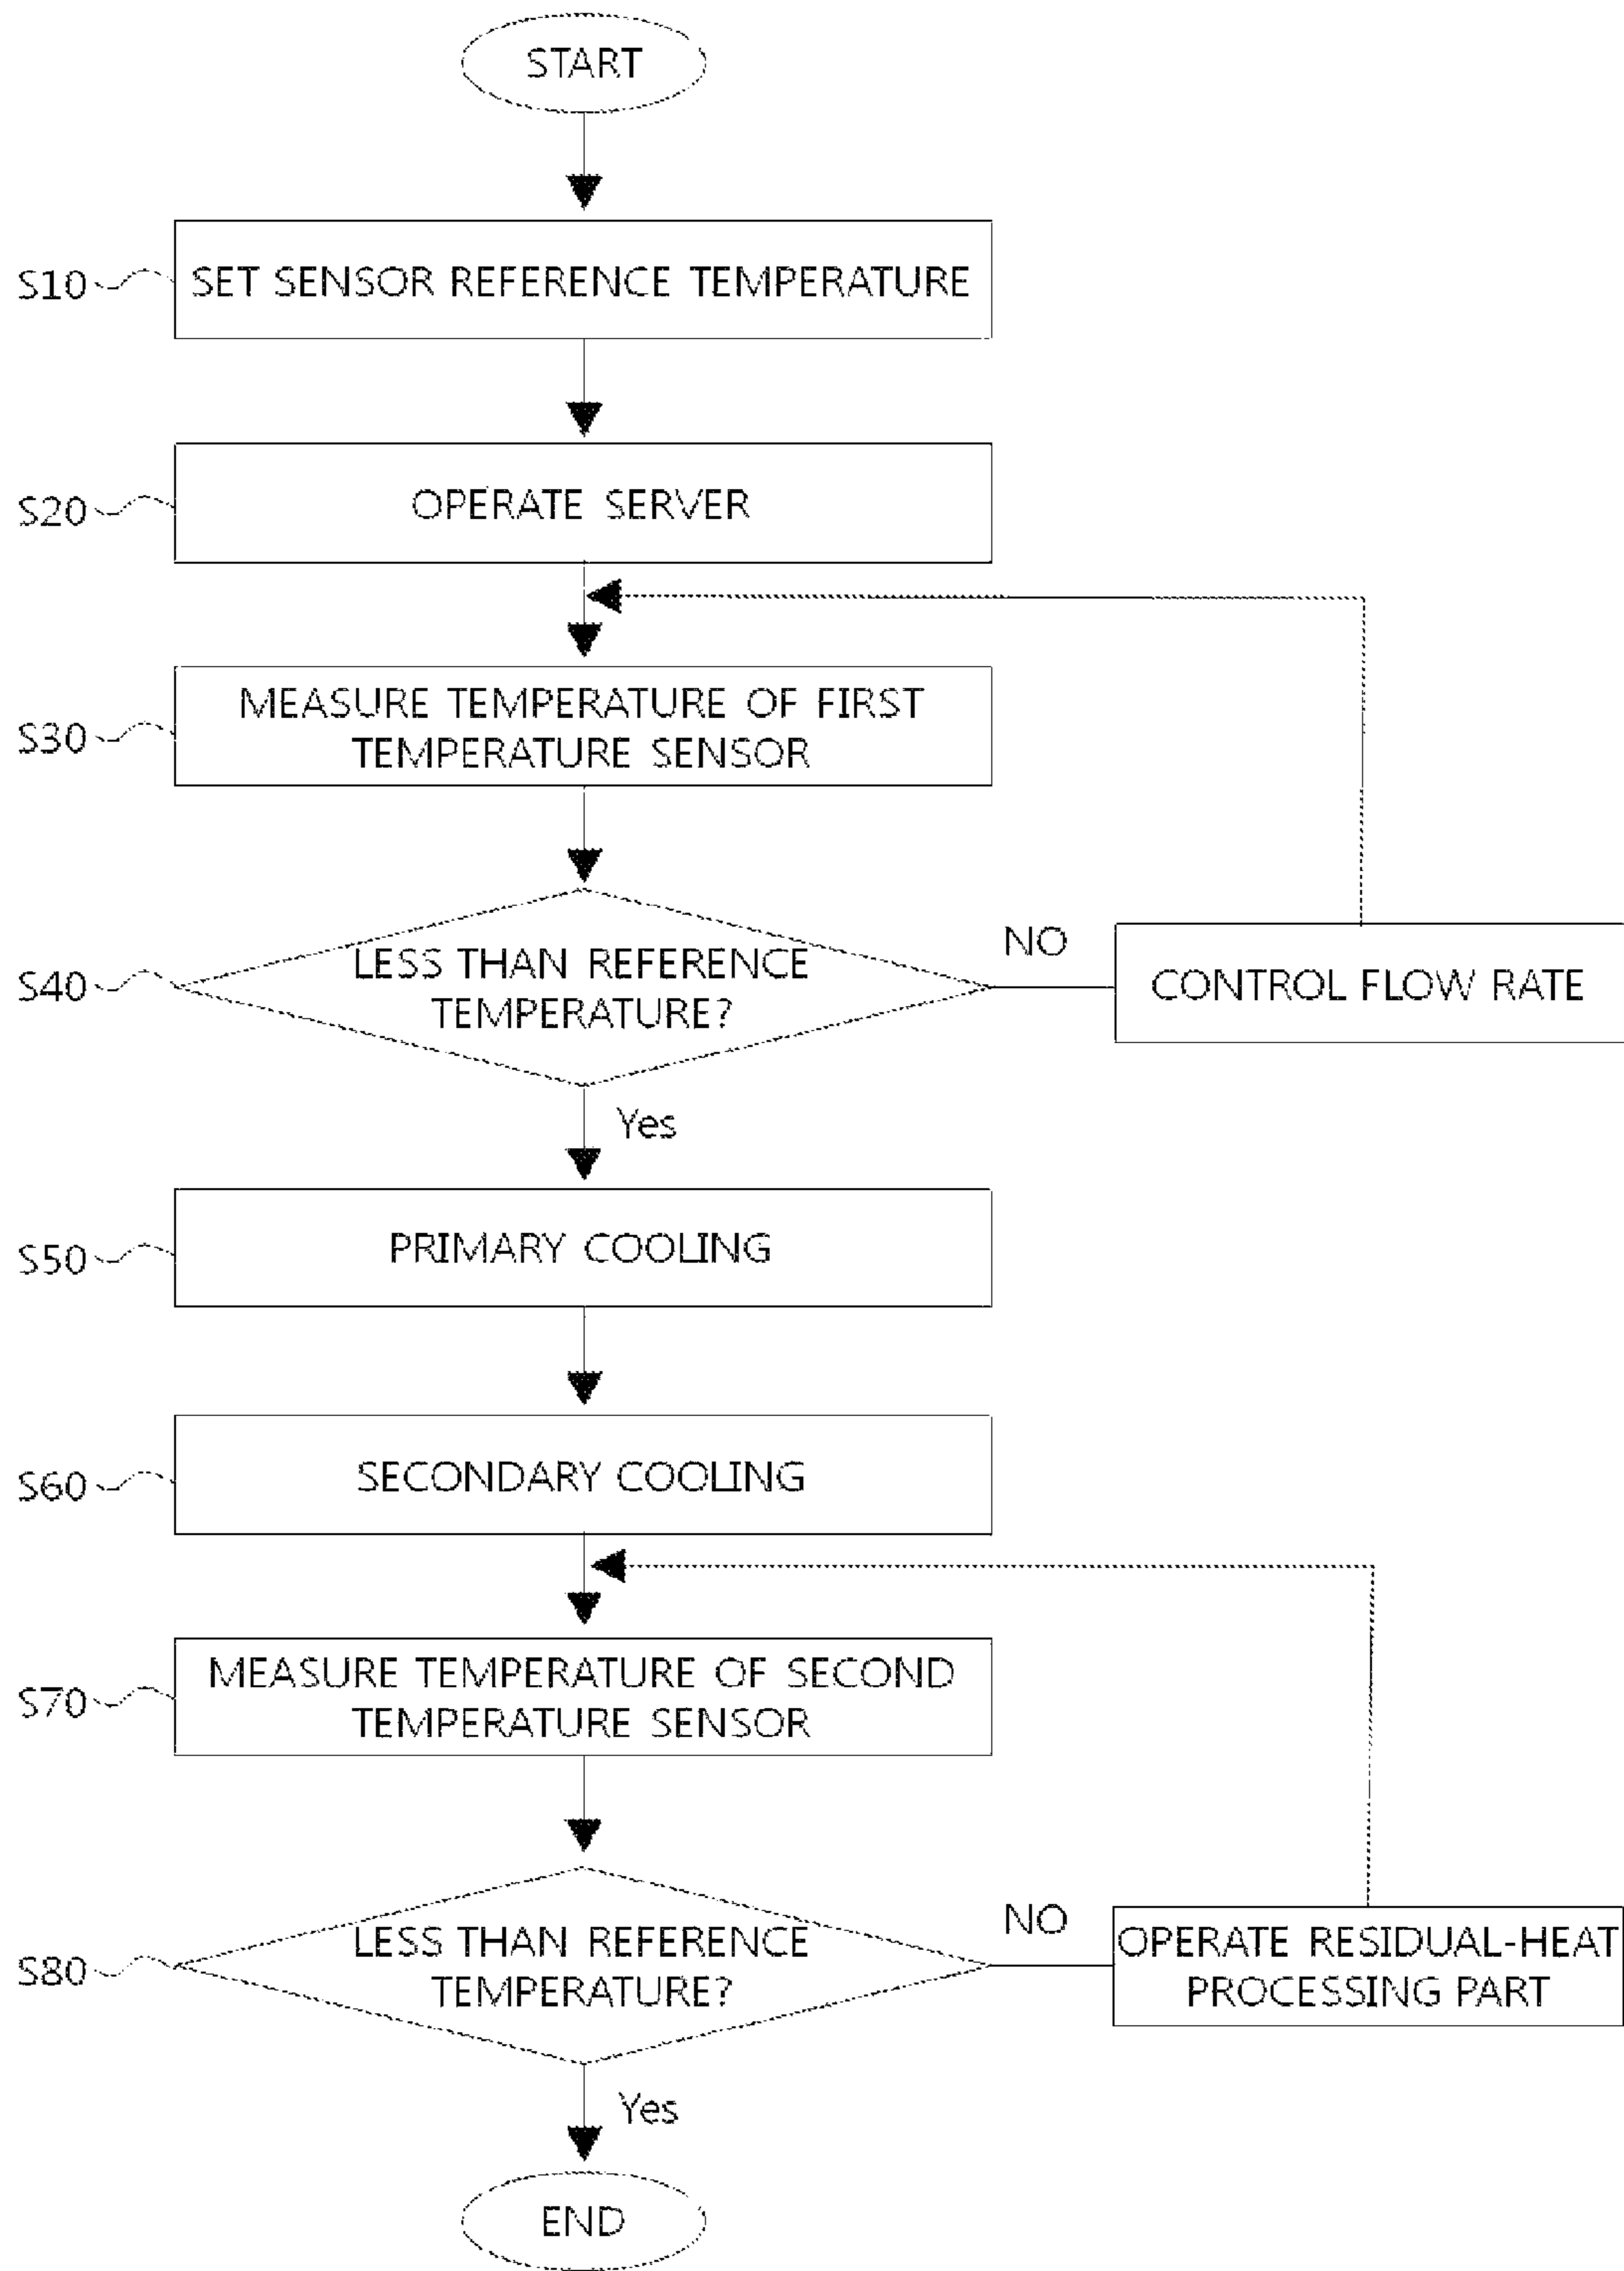 START
S10
SET SENSOR REFERENCE TEMPERATURE
S20
OPERATE SERVER
S30
MEASURE TEMPERATURE OF FIRST
TEMPERATURE SENSOR
S40
LESS THAN REFERENCE
TEMPERATURE?
NO
CONTROL FLOW RATE
Yes
S50
PRIMARY COOLING
S60
SECONDARY COOLING
S70
MEASURE TEMPERATURE OF SECOND
TEMPERATURE SENSOR
S80
LESS THAN REFERENCE
TEMPERATURE?
NO
OPERATE RESIDUAL-HEAT
PROCESSING PART
Yes
END